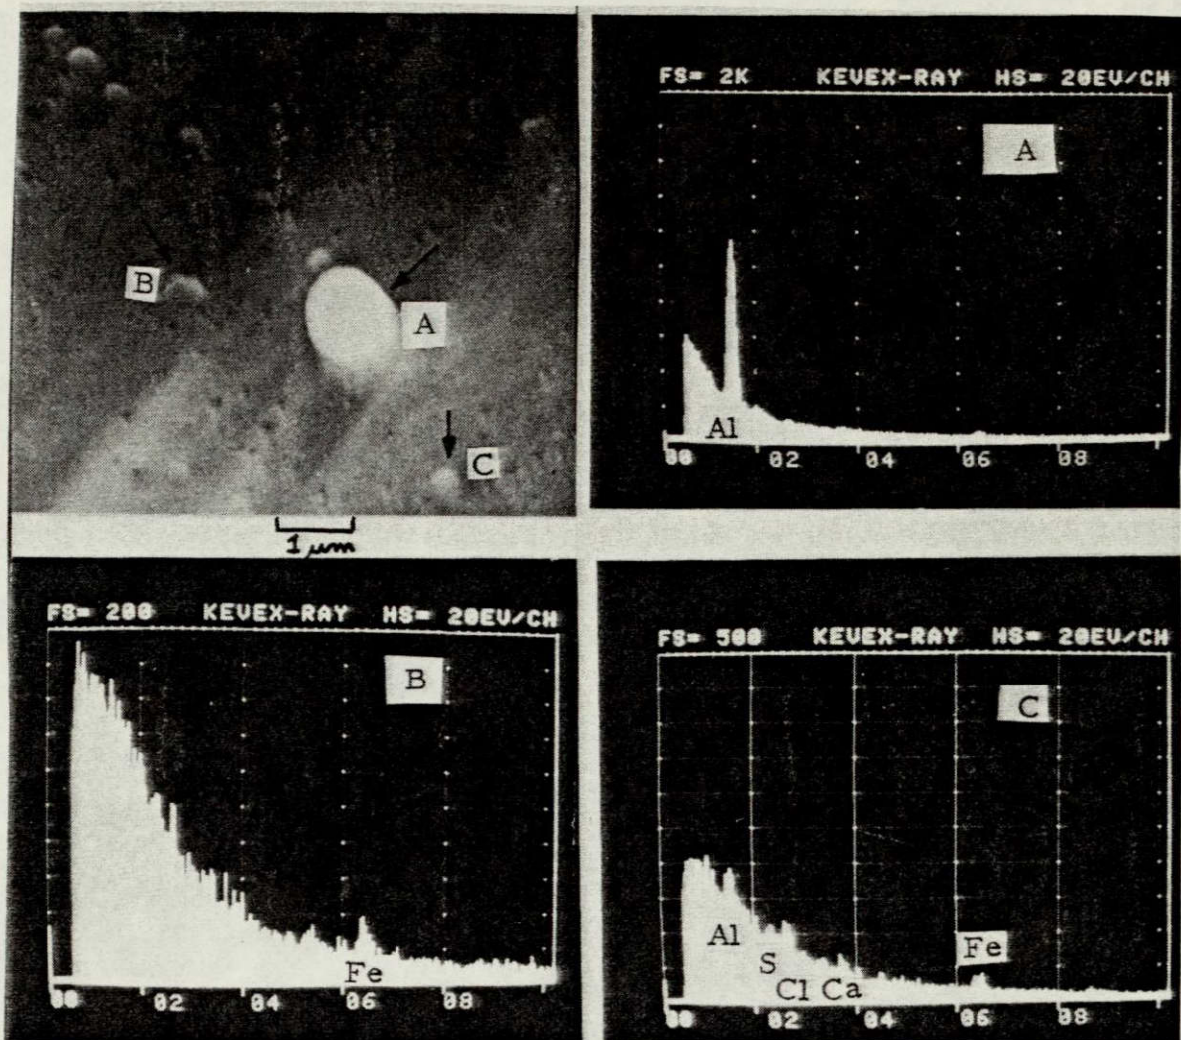 B
A
C
1 μm
FS= 2K KEVEX-RAY HS= 20EV/CH
A
Al
00 02 04 06 08
FS= 200 KEVEX-RAY HS= 20EV/CH
B
Fe
00 02 04 06 08
FS= 500 KEVEX-RAY HS= 20EV/CH
C
Al
S
Cl Ca
Fe
00 02 04 06 08